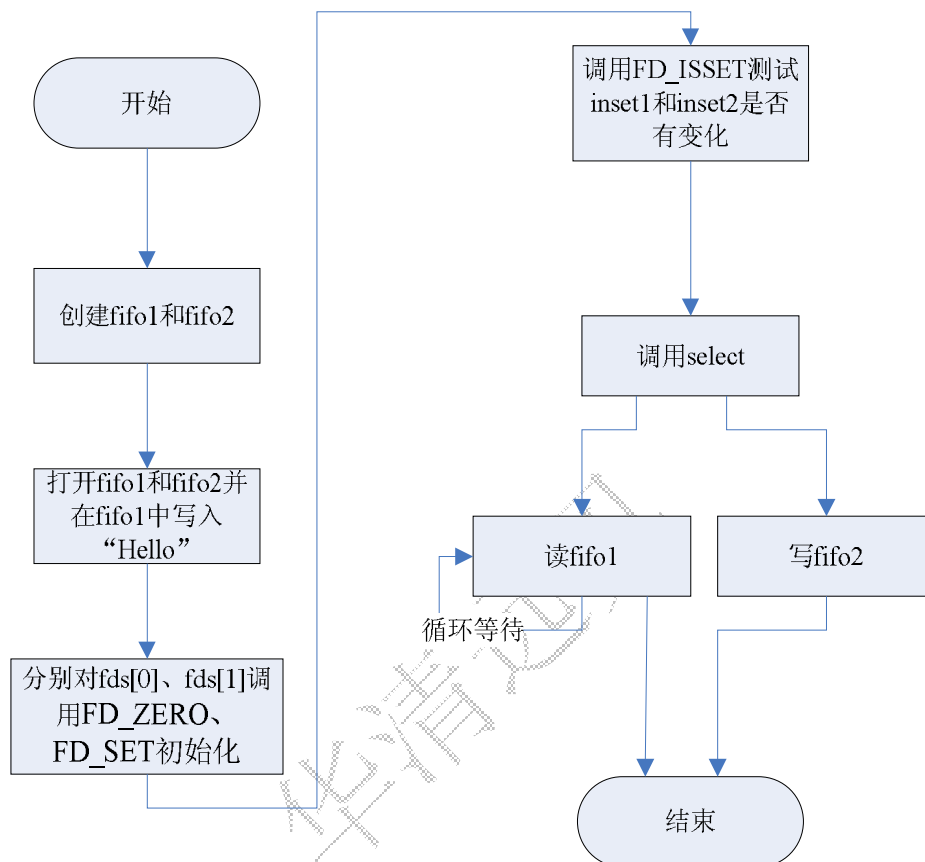 开始
创建fifo1和fifo2
打开fifo1和fifo2并
在fifo1中写入
“Hello”
分别对fds[0]、fds[1]调
用FD_ZERO、
FD_SET初始化
调用FD_ISSET测试
inset1和inset2是否
有变化
调用select
读fifo1
写fifo2
循环等待
结束
华清远